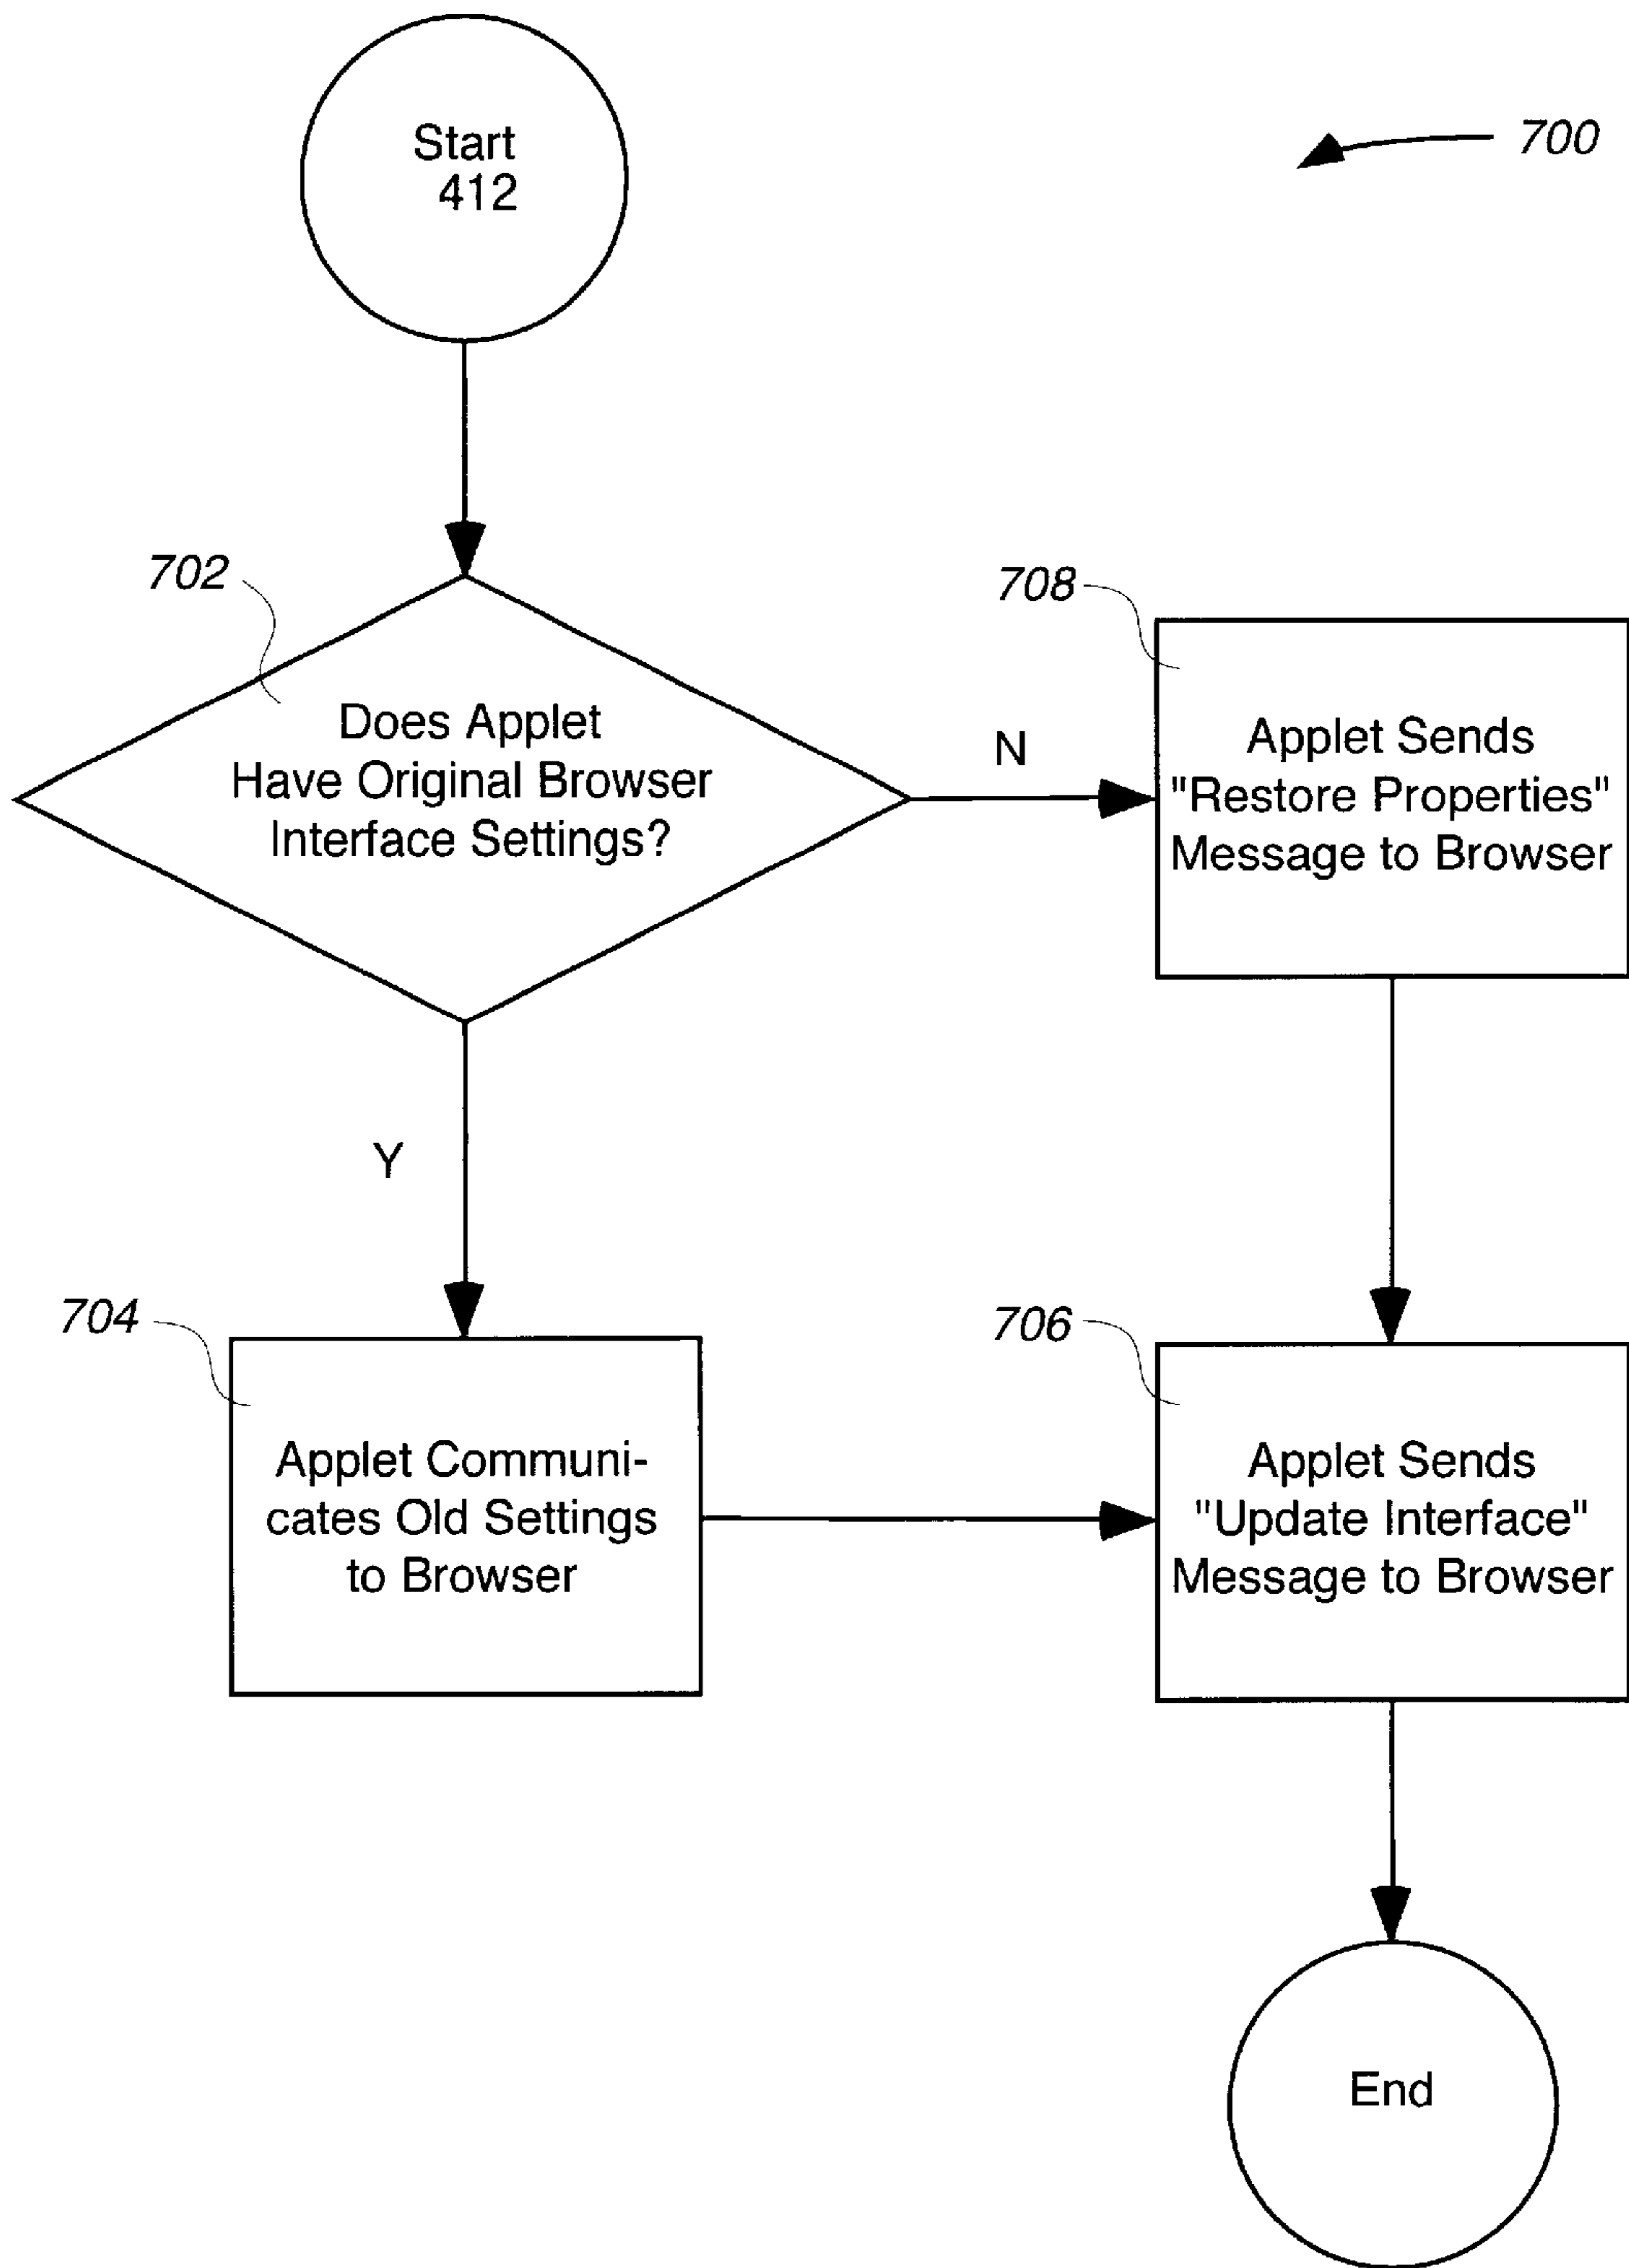 Start
412
700
702
Does Applet
Have Original Browser
Interface Settings?
N
708
Applet Sends
"Restore Properties"
Message to Browser
Y
704
Applet Communi-
cates Old Settings
to Browser
706
Applet Sends
"Update Interface"
Message to Browser
End